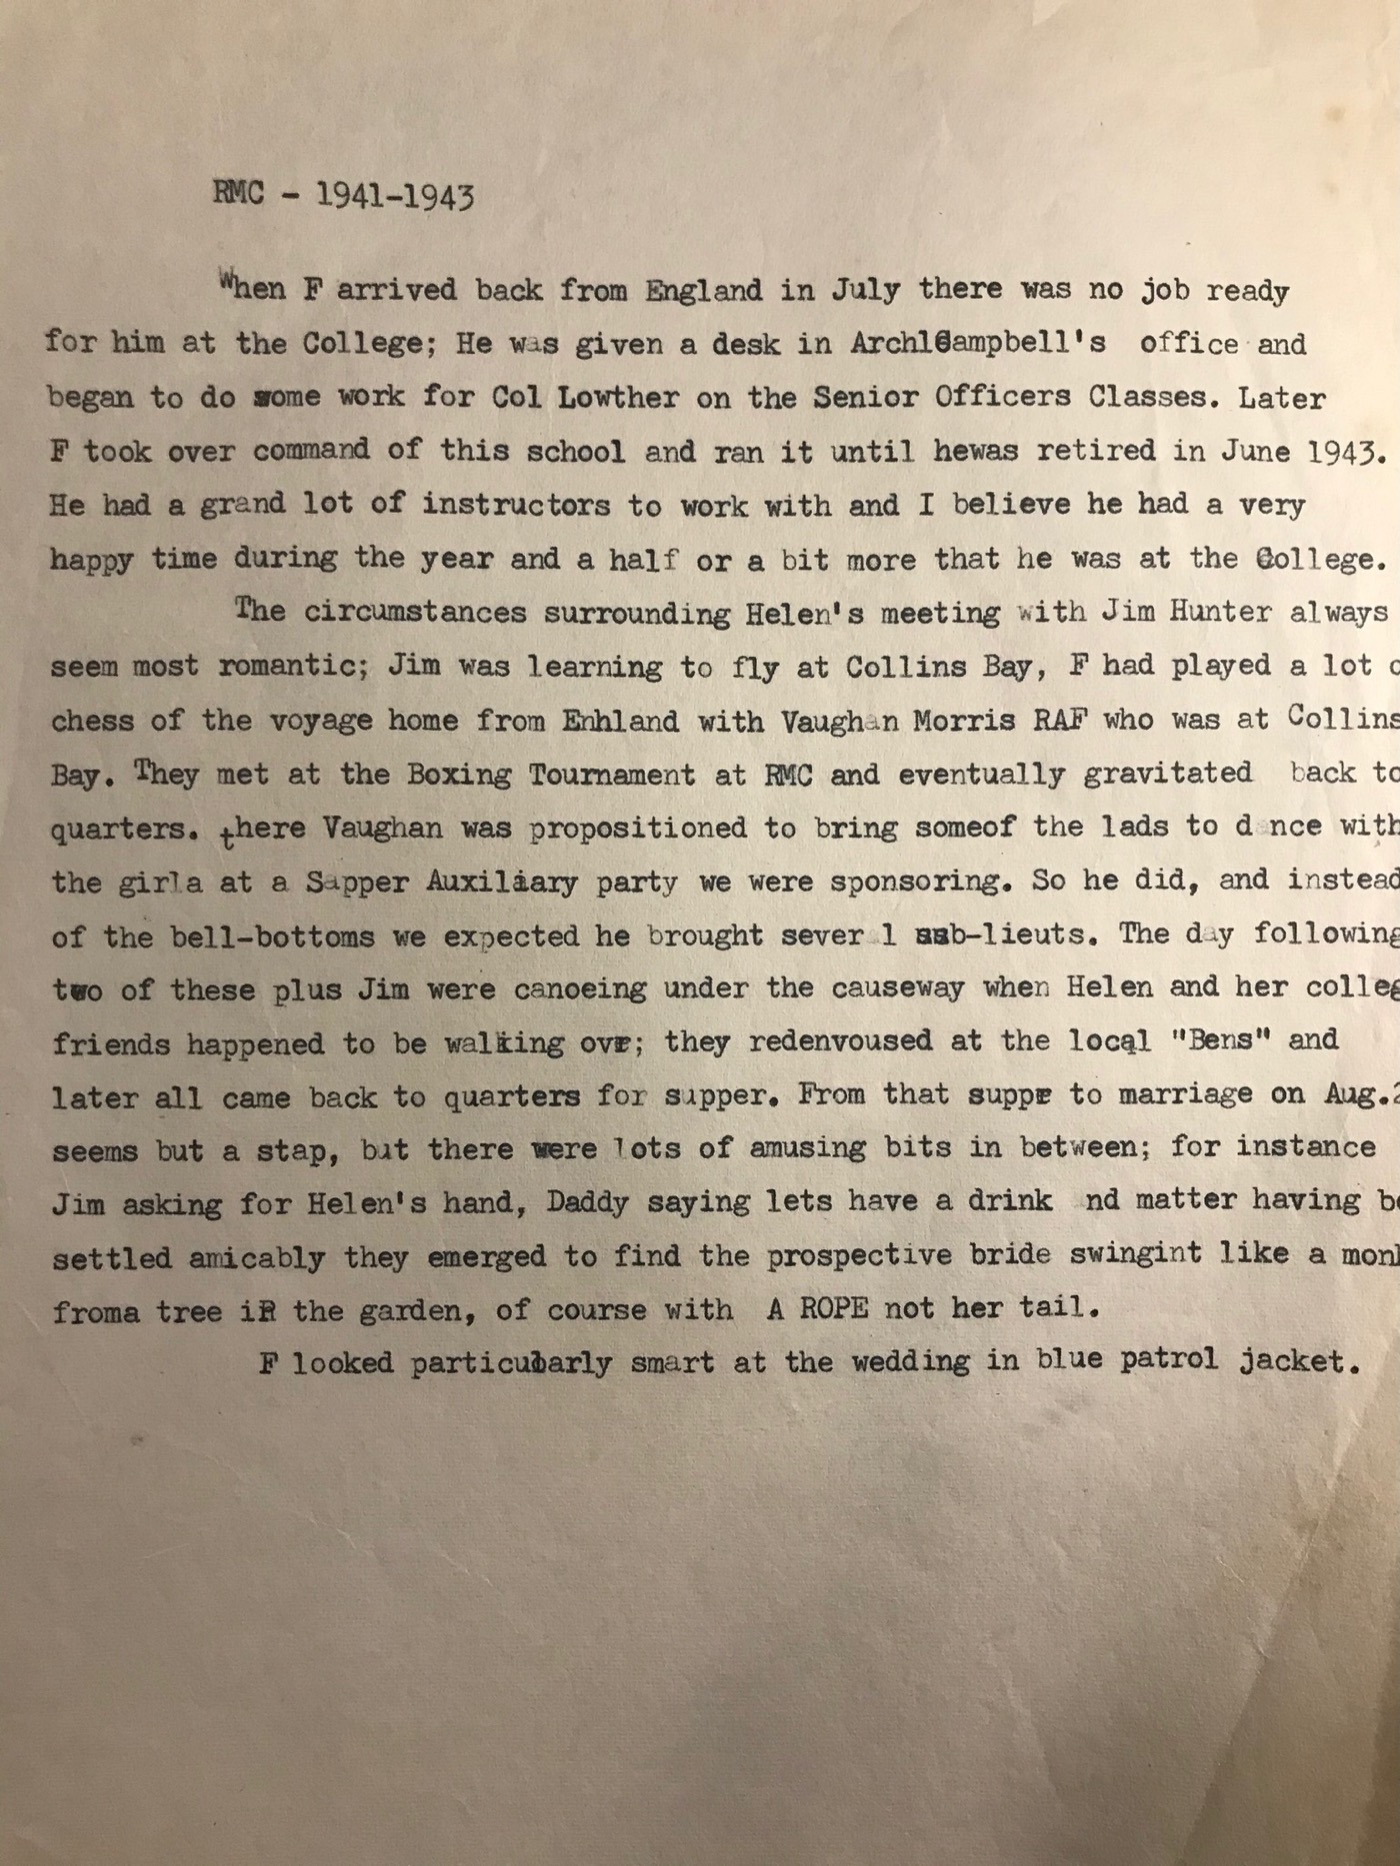 RMC - 1941-1943
When F arrived back from England in July there was no job ready
for him at the College; He was given a desk in ArchlCampbell's office and
began to do some work for Col Lowther on the Senior Officers Classes. Later
F took over command of this school and ran it until hewas retired in June 1943.
He had a grand lot of instructors to work with and I believe he had a very
happy time during the year and a half or a bit more that he was at the College.
The circumstances surrounding Helen's meeting with Jim Hunter always
seem most romantic; Jim was learning to fly at Collins Bay, F had played a lot
chess of the voyage home from Enhland with Vaughan Morris RAF who was at Collins
Bay. They met at the Boxing Tournament at RMC and eventually gravitated back to
quarters. there Vaughan was propositioned to bring someof the lads to d nce with
the girla at a Sapper Auxiliary party we were sponsoring. So he did, and instead
of the bell-bottoms we expected he brought sever l sub-lieuts. The day following
two of these plus Jim were canoeing under the causeway when Helen and her colleg
friends happened to be walking ovr; they redenvoused at the local "Bens" and
later all came back to quarters for supper. From that suppr to marriage on Aug.2
seems but a stap, but there were lots of amusing bits in between; for instance
Jim asking for Helen's hand, Daddy saying lets have a drink nd matter having be
settled amicably they emerged to find the prospective bride swingint like a monk
froma tree in the garden, of course with A ROPE not her tail.
F looked particularly smart at the wedding in blue patrol jacket.